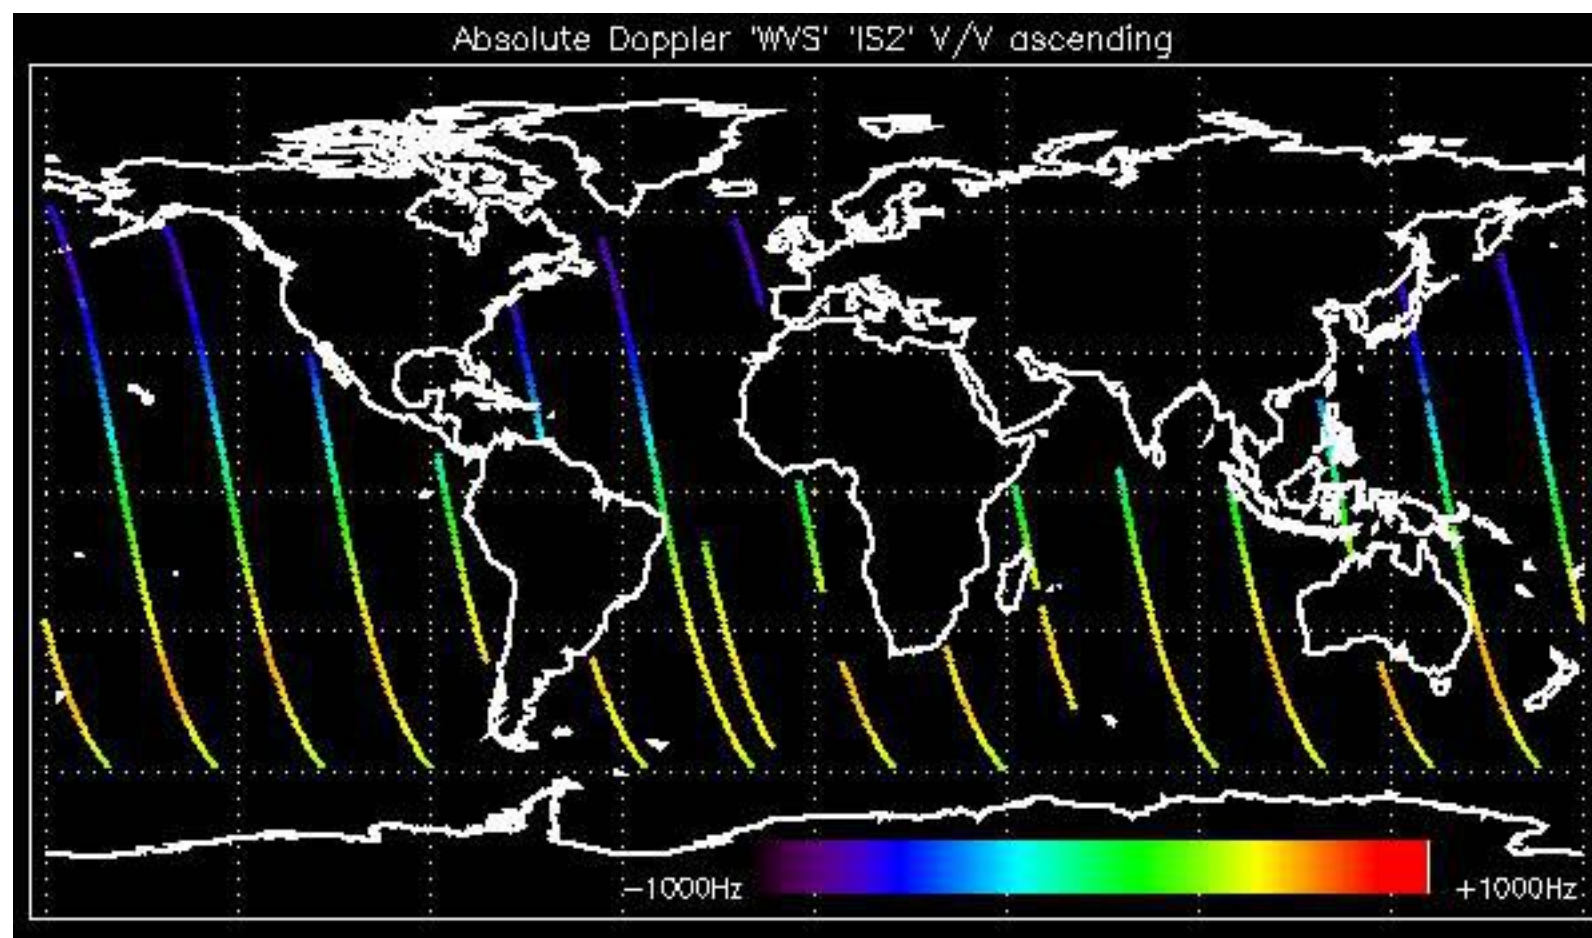 Absolute Doppler 'WVS' 'IS2' V/V ascending
-1000Hz +1000Hz